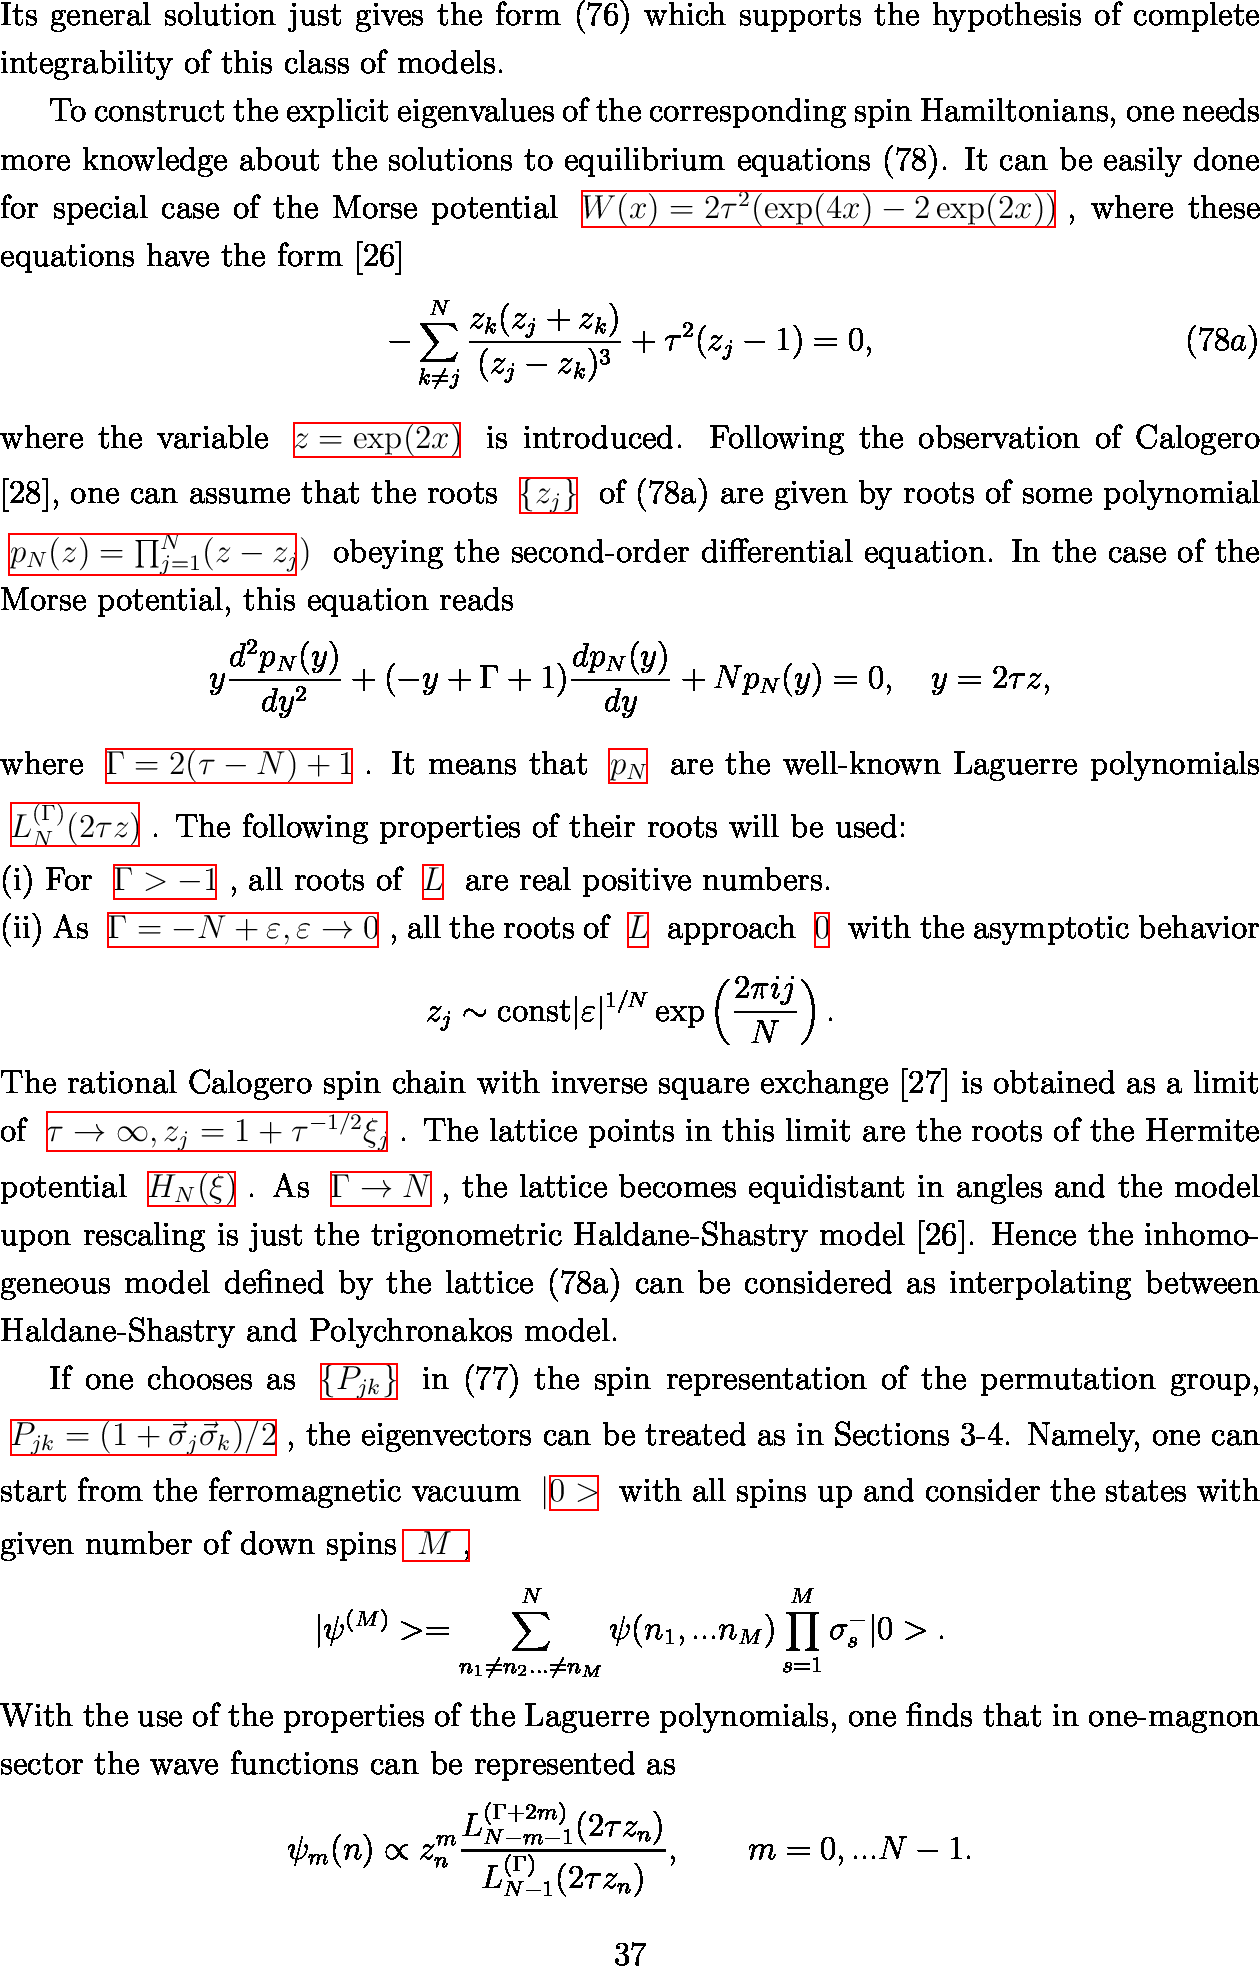 Its general solution just gives the form (76) which supports the hypothesis of complete
integrability of this class of models.
To construct the explicit eigenvalues of the corresponding spin Hamiltonians, one needs
more knowledge about the solutions to equilibrium equations (78). It can be easily done
for special case of the Morse potential $W(x) = 2\tau^2(\exp(4x) - 2\exp(2x))$ , where these
equations have the form [26]
$$-\sum_{k\neq j}^{N} \frac{z_k(z_j + z_k)}{(z_j - z_k)^3} + \tau^2(z_j - 1) = 0, \quad (78a)$$
where the variable $z = \exp(2x)$ is introduced. Following the observation of Calogero
[28], one can assume that the roots $\{z_j\}$ of (78a) are given by roots of some polynomial
$p_N(z) = \prod_{j=1}^{N}(z - z_j)$ obeying the second-order differential equation. In the case of the
Morse potential, this equation reads
$$y\frac{d^2 p_N(y)}{dy^2} + (-y + \Gamma + 1)\frac{dp_N(y)}{dy} + Np_N(y) = 0, \quad y = 2\tau z,$$
where $\Gamma = 2(\tau - N) + 1$ . It means that $p_N$ are the well-known Laguerre polynomials
$L_N^{(\Gamma)}(2\tau z)$ . The following properties of their roots will be used:
(i) For $\Gamma > -1$ , all roots of $L$ are real positive numbers.
(ii) As $\Gamma = -N + \varepsilon, \varepsilon \to 0$ , all the roots of $L$ approach $0$ with the asymptotic behavior
$$z_j \sim \text{const}|\varepsilon|^{1/N} \exp\left(\frac{2\pi i j}{N}\right).$$
The rational Calogero spin chain with inverse square exchange [27] is obtained as a limit
of $\tau \to \infty, z_j = 1 + \tau^{-1/2}\xi_j$ . The lattice points in this limit are the roots of the Hermite
potential $H_N(\xi)$ . As $\Gamma \to N$ , the lattice becomes equidistant in angles and the model
upon rescaling is just the trigonometric Haldane-Shastry model [26]. Hence the inhomo-
geneous model defined by the lattice (78a) can be considered as interpolating between
Haldane-Shastry and Polychronakos model.
If one chooses as $\{P_{jk}\}$ in (77) the spin representation of the permutation group,
$P_{jk} = (1 + \vec{\sigma}_j\vec{\sigma}_k)/2$ , the eigenvectors can be treated as in Sections 3-4. Namely, one can
start from the ferromagnetic vacuum $|0 >$ with all spins up and consider the states with
given number of down spins $M$ ,
$$|\psi^{(M)} >= \sum_{n_1\neq n_2...\neq n_M}^{N} \psi(n_1, ...n_M) \prod_{s=1}^{M} \sigma_s^-|0 > .$$
With the use of the properties of the Laguerre polynomials, one finds that in one-magnon
sector the wave functions can be represented as
$$\psi_m(n) \propto z_n^m \frac{L_{N-m-1}^{(\Gamma+2m)}(2\tau z_n)}{L_{N-1}^{(\Gamma)}(2\tau z_n)}, \quad m = 0, ...N - 1.$$
37